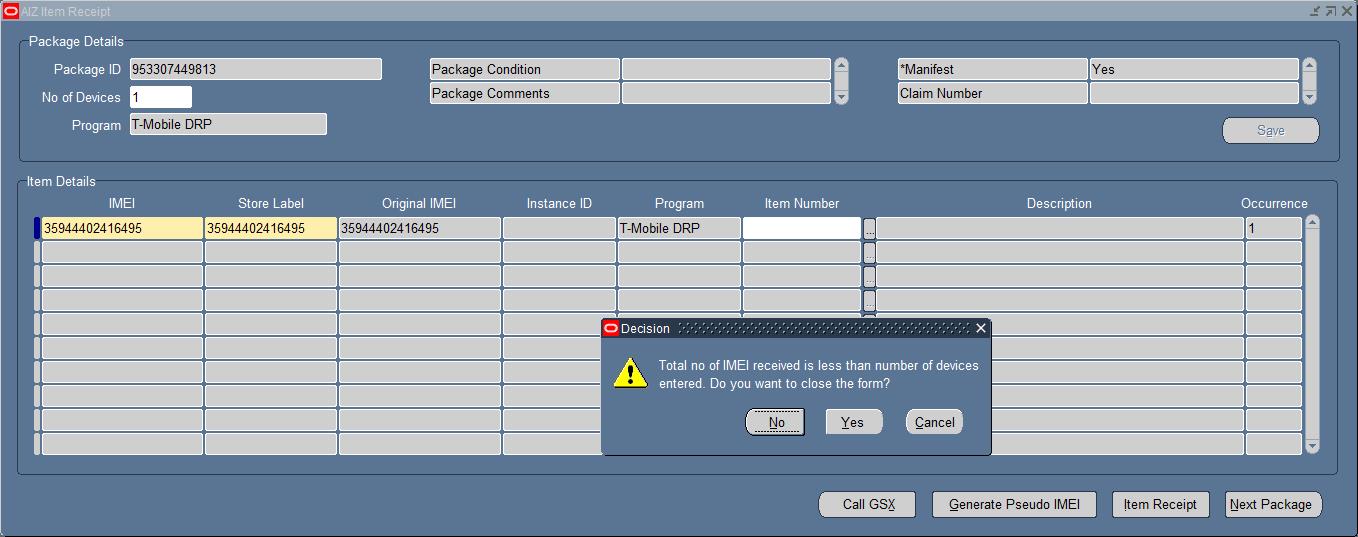 AIZ Item Receipt
Package Details
Package ID 953307449813 Package Condition *Manifest Yes
No of Devices 1 Package Comments Claim Number
Program T-Mobile DRP
Save
Item Details
IMEI Store Label Original IMEI Instance ID Program Item Number Description Occurrence
35944402416495 35944402416495 35944402416495 T-Mobile DRP ... 1
...
...
...
Decision
Total no of IMEI received is less than number of devices
entered. Do you want to close the form?
No Yes Cancel
Call GSX Generate Pseudo IMEI Item Receipt Next Package